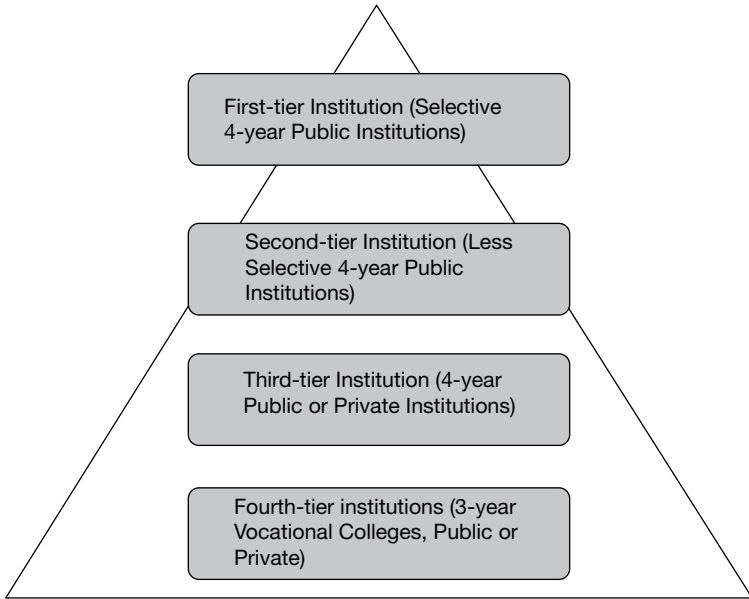 First-tier Institution (Selective
4-year Public Institutions)
Second-tier Institution (Less
Selective 4-year Public
Institutions)
Third-tier Institution (4-year
Public or Private Institutions)
Fourth-tier institutions (3-year
Vocational Colleges, Public or
Private)